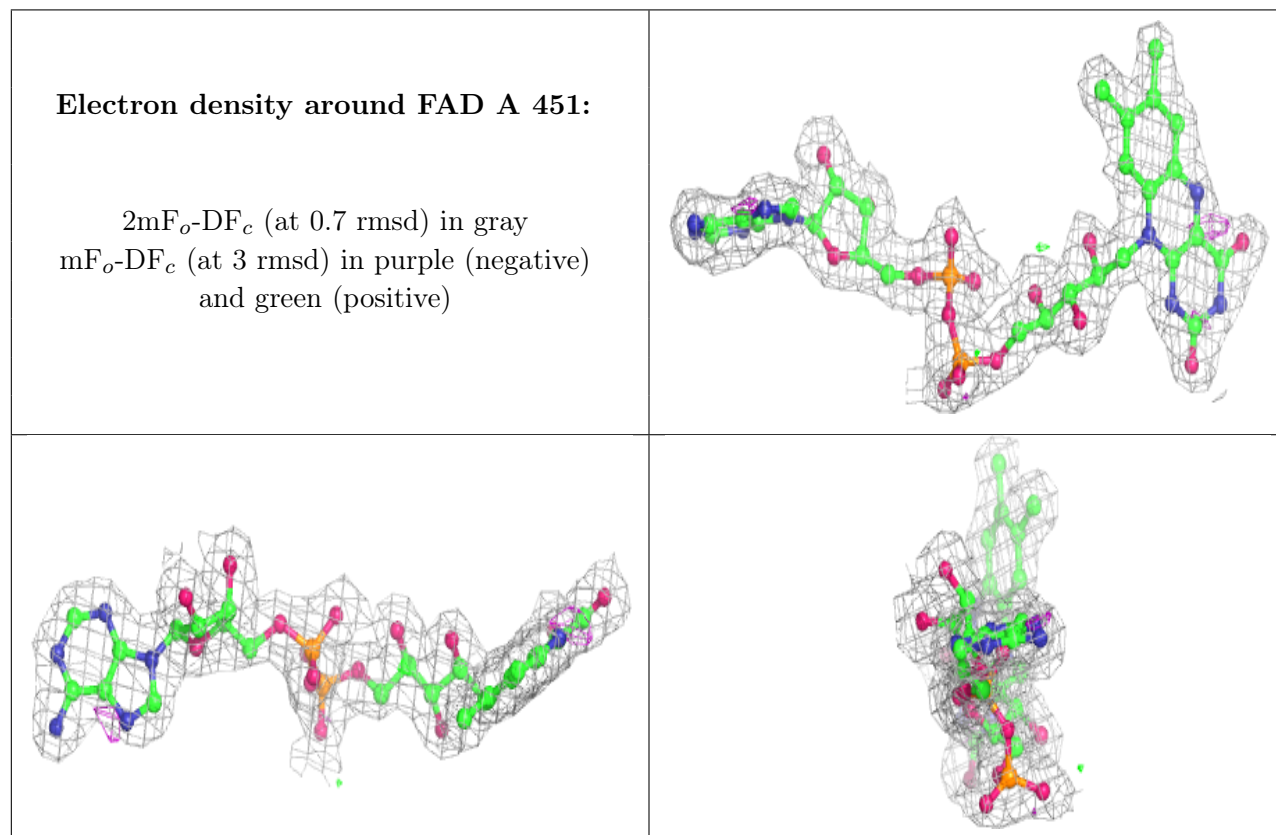 Electron density around FAD A 451:
2mFₒ-DF𝒸 (at 0.7 rmsd) in gray
mFₒ-DF𝒸 (at 3 rmsd) in purple (negative)
and green (positive)